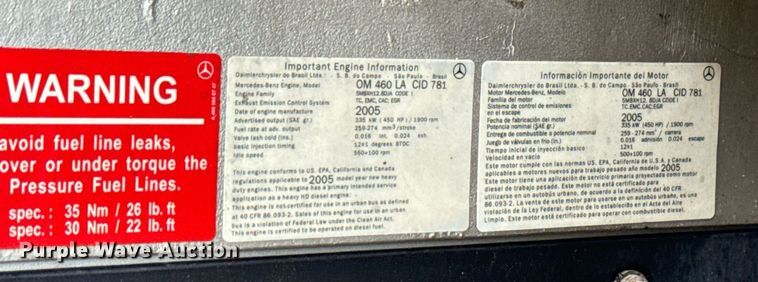 WARNING
avoid fuel line leaks,
over or under torque the
Pressure Fuel Lines.
spec.: 35 Nm / 26 lb.ft
spec.: 30 Nm / 22 lb.ft
Important Engine Information
Daimlerchrysler do Brasil Ltda. - S. B. do Campo - São Paulo - Brasil
Mercedes-Benz Engine, Model OM 460 LA CID 781
Engine Family 5MBXH12.8DJA CODE I
Exhaust Emission Control System TC, EMC, CAC; EGR
Date of engine manufacture 2005
Advertised output (SAE gr.) 335 kW (450 HP) / 1900 rpm
Fuel rate at adv. output 259-274 mm³/stroke
Valve lash cold (ins.) 0.016 int. 0.024 exh.
basic injection timing 12±1 degrees BTDC
Idle speed 550+100 rpm
This engine conforms to US. EPA, California and Canada
regulations applicable to 2005 model year new heavy
duty engines. This engine has a primary intended service
application as a heavy HD diesel engine.
This engine is not certified for use in an urban bus as defined
at 40 CFR 86.093-2. Sales of this engine for use in an urban
bus is a violation of Federal Law under the Clean Air Act.
This Engine is certified to operated on diesel fuel.
Información Importante del Motor
Daimlerchrysler do Brasil Ltda. - S. B. do Campo - São Paulo - Brasil
Motor Mercedes-Benz, Modelo OM 460 LA CID 781
Familia del motor 5MBXH12.8DJA CODE I
Sistema de control de emisiones TC, EMC, CAC; EGR
en el escape
Fecha de fabricación del motor 2005
Potencia nominal (SAE gr.) 335 kW (450 HP) / 1900 rpm
Entrega de combustible a potencia nominal 259-274 mm³ / carrera
Juego de válvulas en frío (ins.) 0.016 admisión 0.024 escape
Tiempo inicial de inyección basico 12±1
Velocidad en vacío 500+100 rpm
Este motor cumple con las normas US. EPA, California de U.S.A. y Canada
aplicables a motores nuevos para trabajo pesado año modelo 2005.
Este motor tiene una aplicación de servicio primaria proyectada como motor
diesel de trabajo pesado. Este motor no está certificado para
usarse en un autobús urbano, es una definición del 40 CFR
86.093-2. La venta de este motor para usarse en un autobús urbano, es una
violación de la Ley Federal, dentro de lo establecido en el Acta del Aire
Limpio. Este motor está certificado para operar con combustible diesel.
Purple Wave Auction